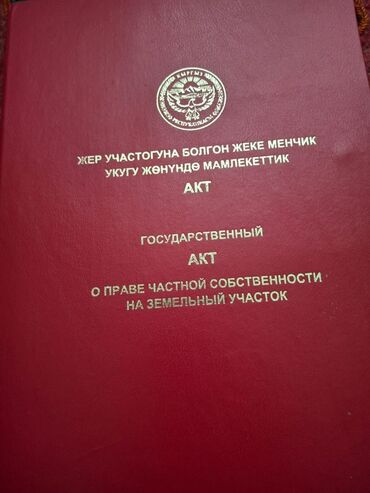 ЖЕР УЧАСТОГУНА БОЛГОН ЖЕКЕ МЕНЧИК
УКУГУ ЖӨНҮНДӨ МАМЛЕКЕТТИК
АКТ
ГОСУДАРСТВЕННЫЙ
АКТ
О ПРАВЕ ЧАСТНОЙ СОБСТВЕННОСТИ
НА ЗЕМЕЛЬНЫЙ УЧАСТОК